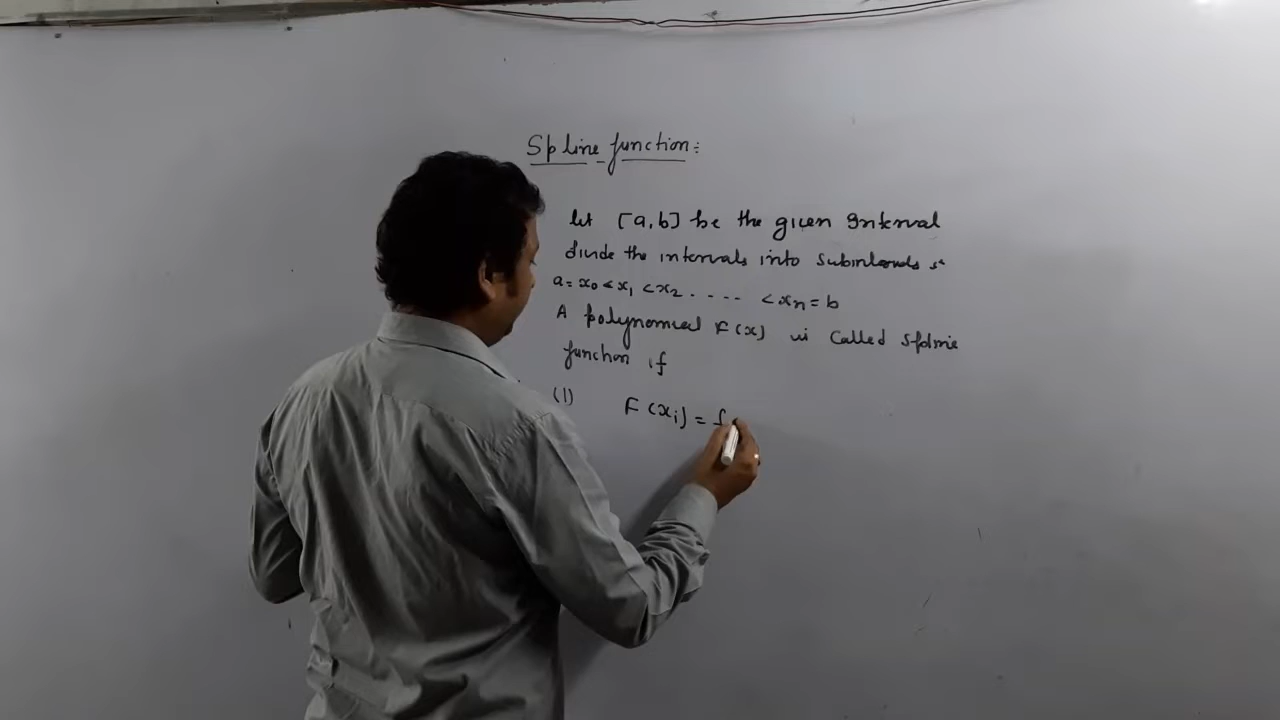 Spline function:
let [a,b] be the given Interval
divide the intervals into subintervals
a = x₀ < x₁ < x₂ . . . . < xₙ = b
A polynomial F(x) is called spline
function if
(1) F(xᵢ) = f